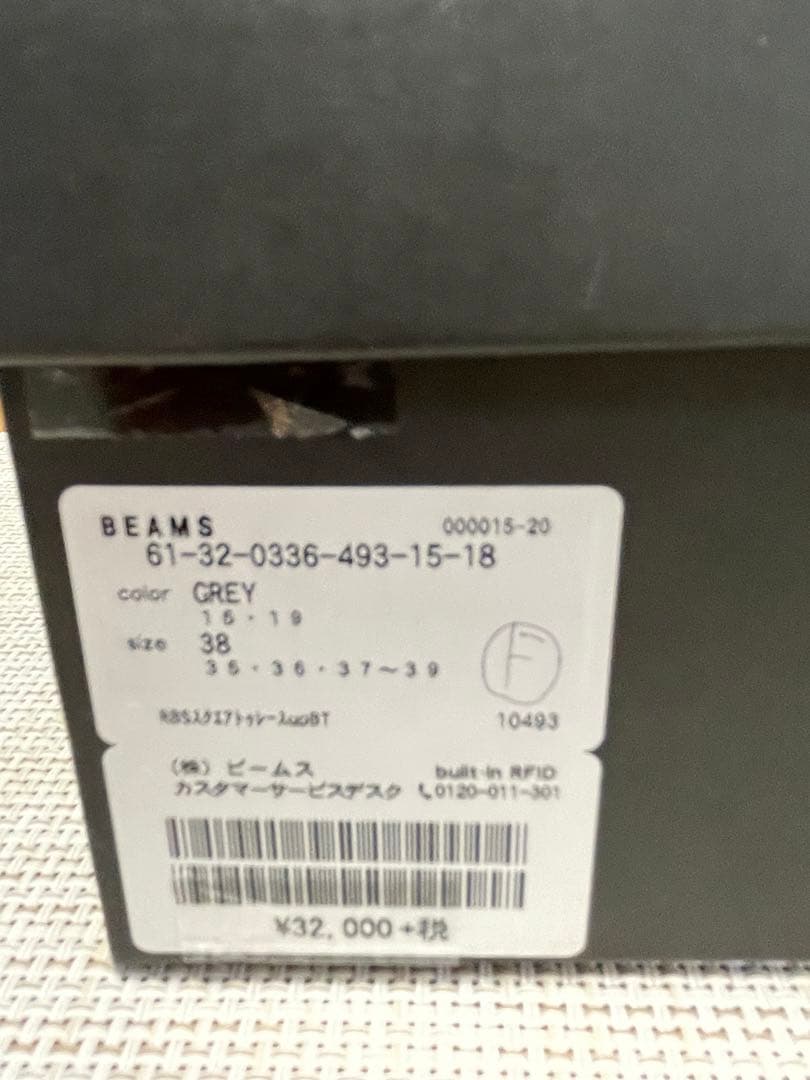 BEAMS 000015-20
61-32-0336-493-15-18
color GREY
15・19
size 38
35・36・37～39
F
RBSスクエアトゥレースupBT 10493
(株) ビームス built-in RFID
カスタマーサービスデスク 0120-011-301
¥32,000+税